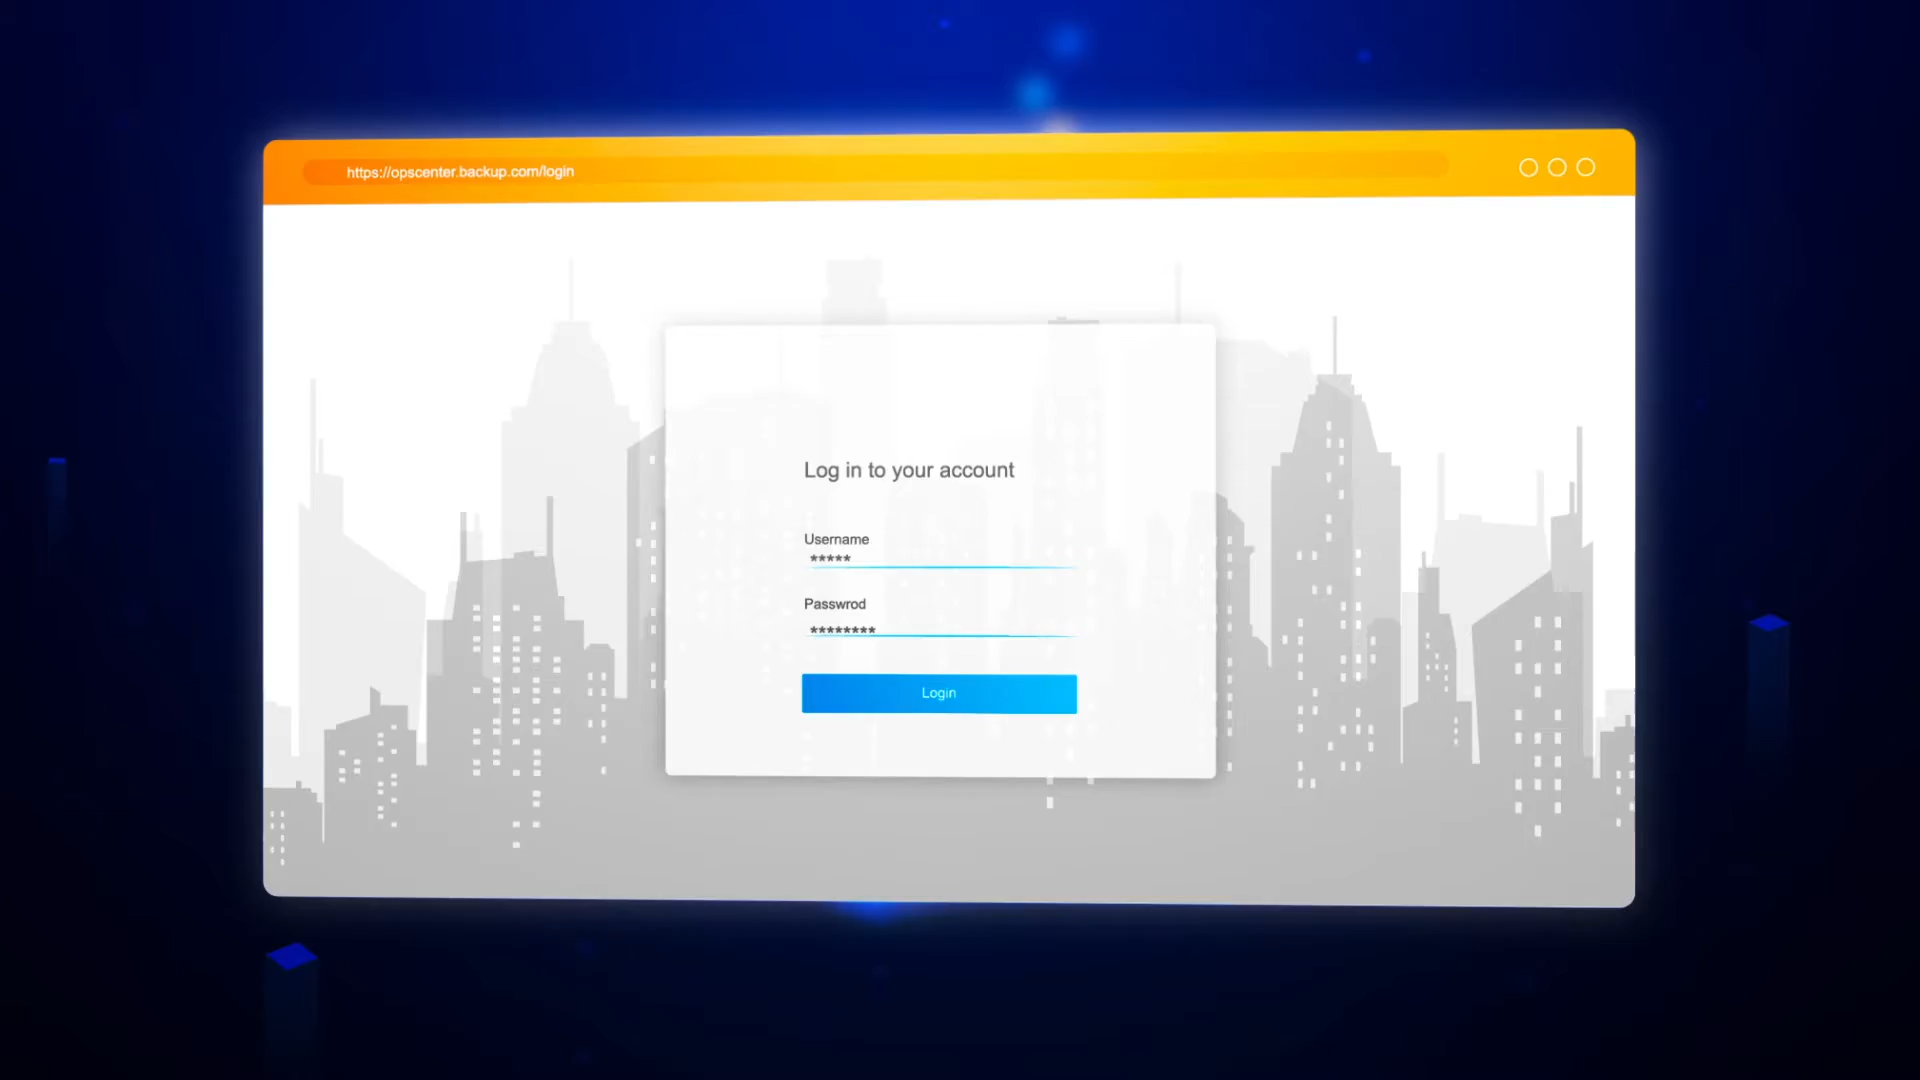 https://opscenter.backup.com/login
Log in to your account
Username
*****
Passwrod
********
Login